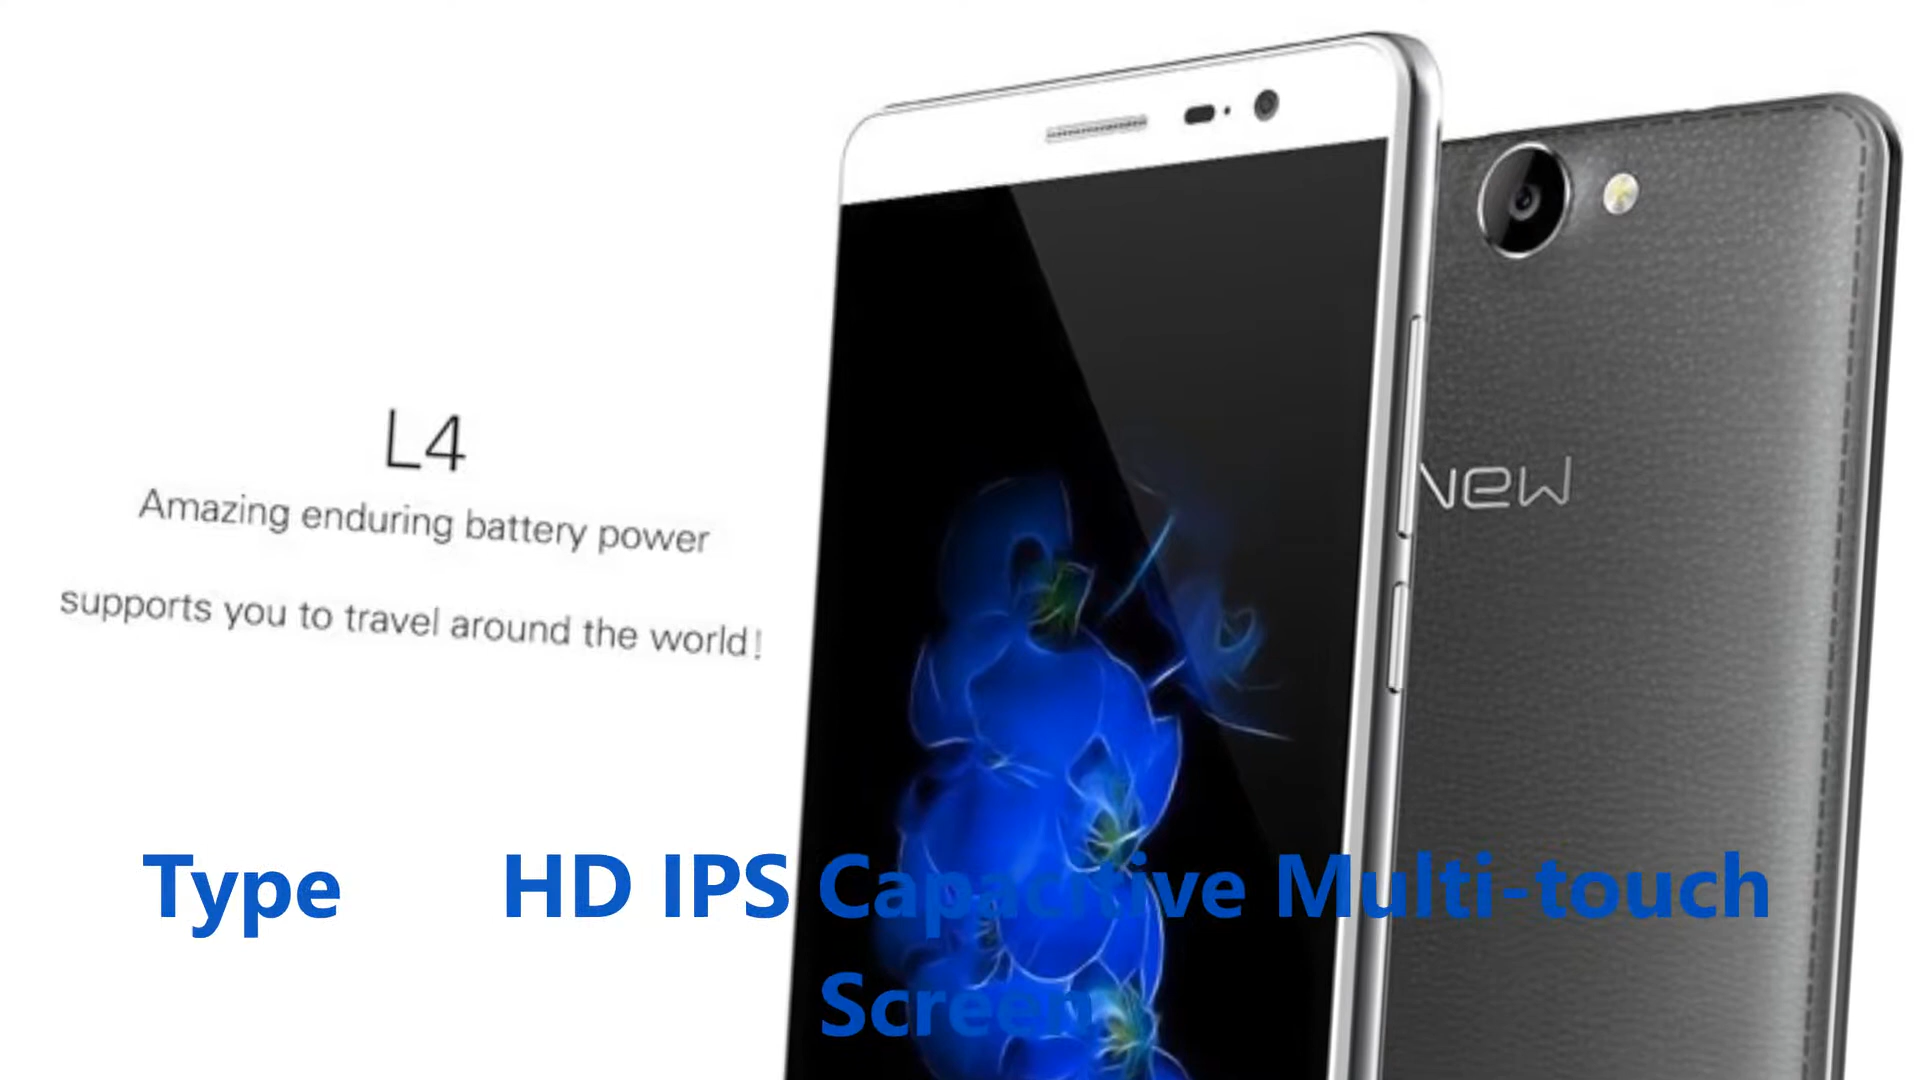 L4
Amazing enduring battery power
supports you to travel around the world!
new
Type HD IPS Capacitive Multi-touch
Screen